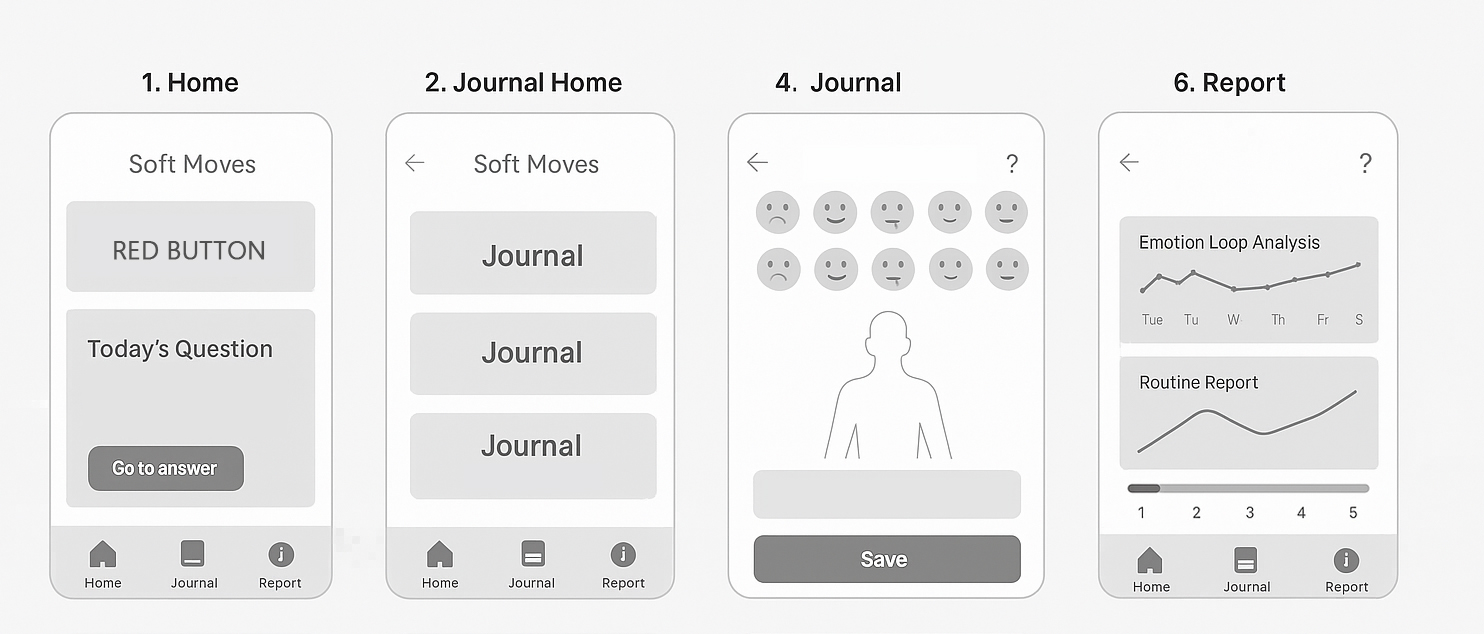 1. Home
Soft Moves
RED BUTTON
Today's Question
Go to answer
Home Journal Report
2. Journal Home
←
Soft Moves
Journal
Journal
Journal
Home Journal Report
4. Journal
← ?
Save
6. Report
← ?
Emotion Loop Analysis
Tue Tu W Th Fr S
Routine Report
1 2 3 4 5
Home Journal Report